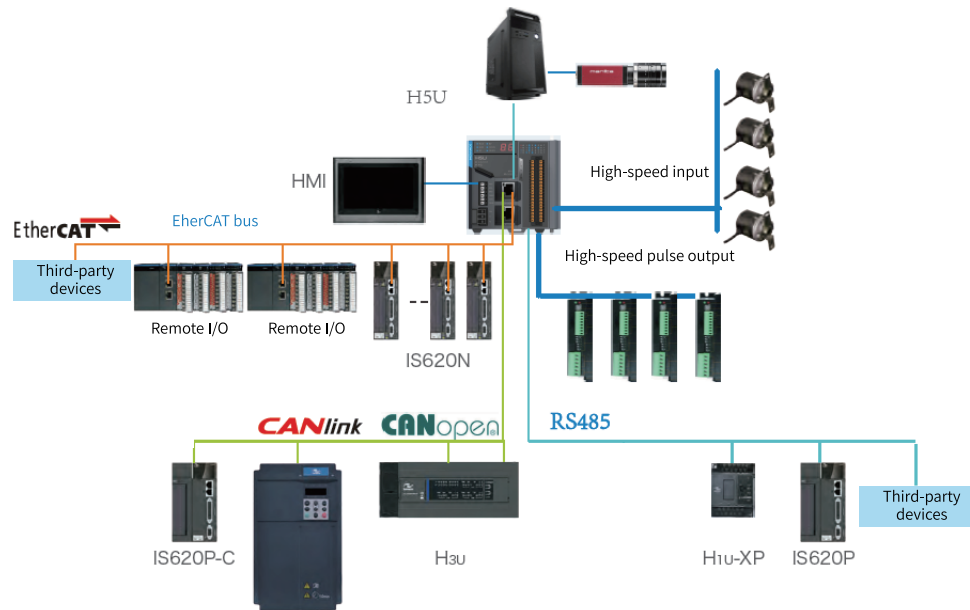 H5U
HMI
High-speed input
EtherCAT
EherCAT bus
High-speed pulse output
Third-party
devices
Remote I/O
Remote I/O
IS620N
CANlink
CANopen
RS485
IS620P-C
H3U
H1U-XP
IS620P
Third-party
devices